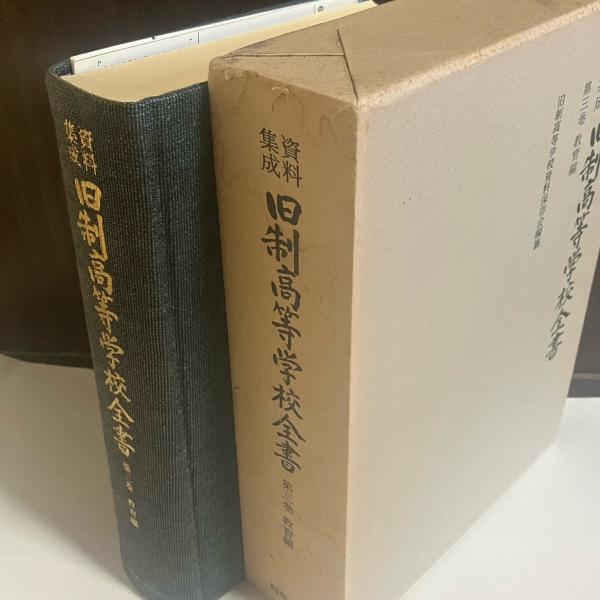 資料
集成
旧制高等学校全書
第三巻 教育編
資料
集成
旧制高等学校全書
第三巻 教育編
昭和
旧制高等学校全書
第三巻 教育編
旧制高等学校資料保存会編纂